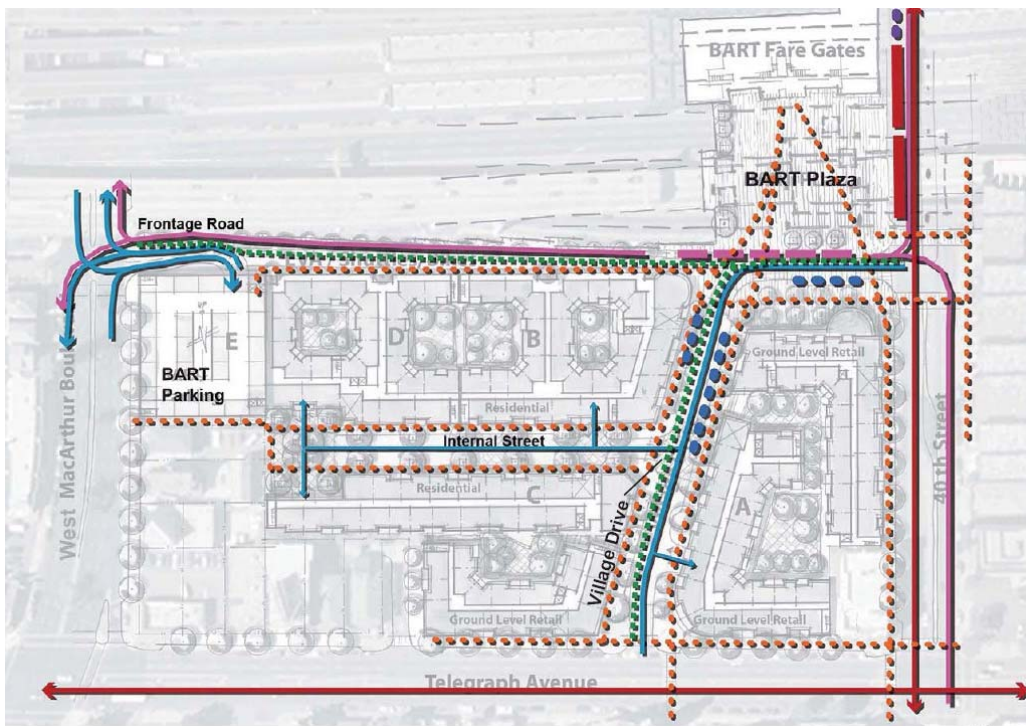 BART Fare Gates
BART Plaza
Frontage Road
E
D
B
Ground Level Retail
BART
Parking
Residential
Internal Street
Residential
C
A
West MacArthur Bou
Village Drive
40th Street
Ground Level Retail
Ground Level Retail
Telegraph Avenue